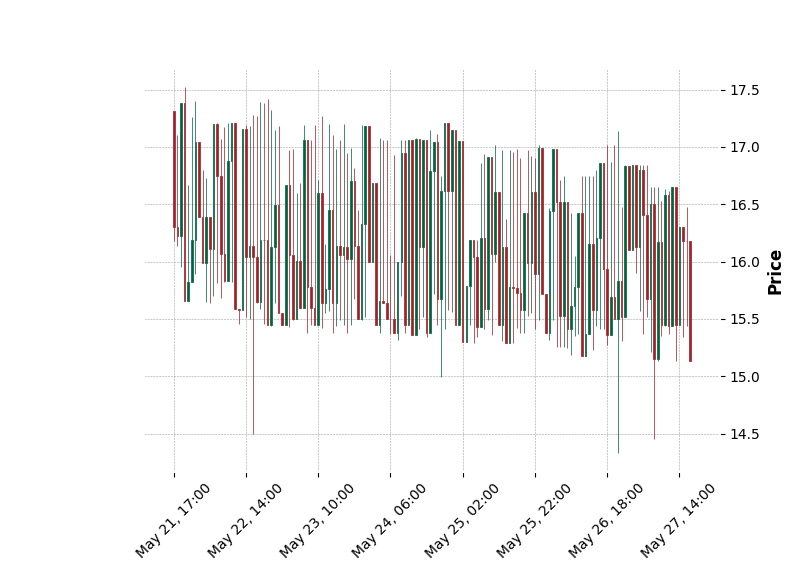 17.5
17.0
16.5
16.0
15.5
15.0
14.5
Price
May 21, 17:00
May 22, 14:00
May 23, 10:00
May 24, 06:00
May 25, 02:00
May 25, 22:00
May 26, 18:00
May 27, 14:00